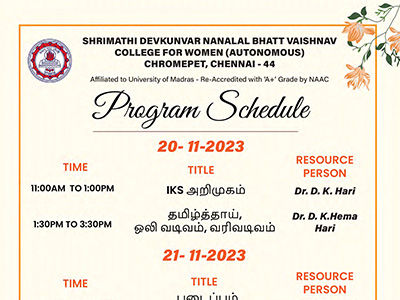 SHRIMATHI DEVKUNVAR NANALAL BHATT VAISHNAV
COLLEGE FOR WOMEN (AUTONOMOUS)
CHROMEPET, CHENNAI - 44
Affiliated to University of Madras - Re-Accredited with 'A+' Grade by NAAC
Program Schedule
20- 11-2023
TIME TITLE RESOURCE PERSON
11:00AM TO 1:00PM IKS அறிமுகம் Dr. D. K. Hari
1:30PM TO 3:30PM தமிழ்த்தாய், ஒலி வடிவம், வரிவடிவம் Dr. D. K.Hema Hari
21- 11-2023
TIME TITLE RESOURCE PERSON